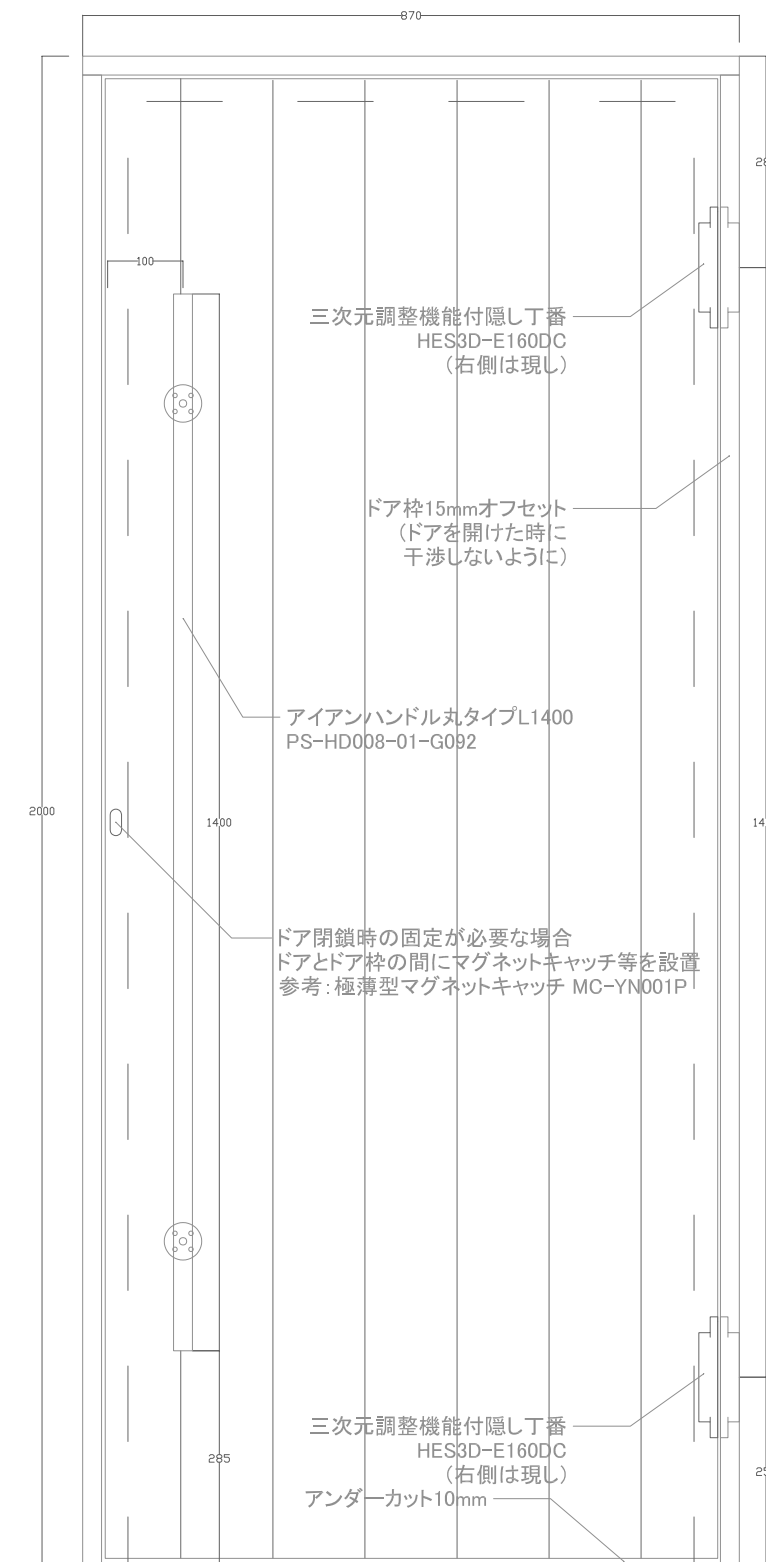 870
100
三次元調整機能付隠し丁番
HES3D-E160DC
（右側は現し）
ドア枠15mmオフセット
（ドアを開けた時に
干渉しないように）
アイアンハンドル丸タイプL1400
PS-HD008-01-G092
2000
1400
ドア閉鎖時の固定が必要な場合
ドアとドア枠の間にマグネットキャッチ等を設置
参考：極薄型マグネットキャッチ MC-YN001P
三次元調整機能付隠し丁番
HES3D-E160DC
（右側は現し）
285
アンダーカット10mm